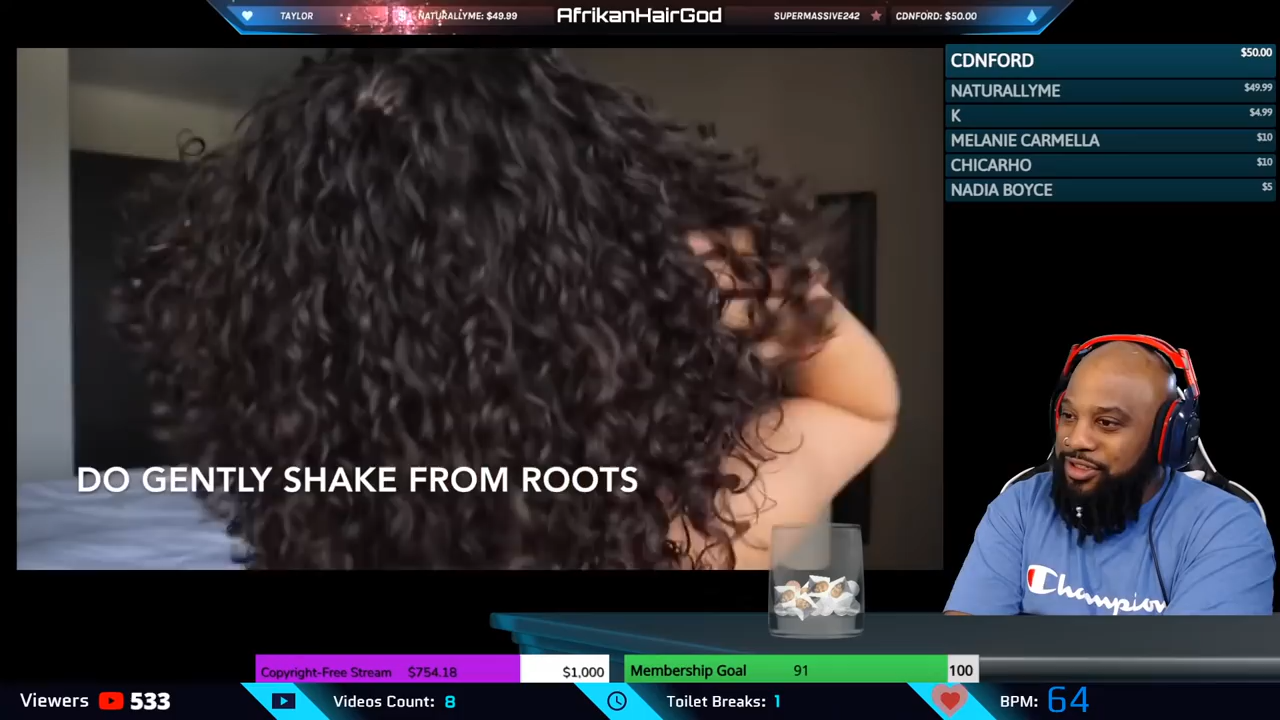 TAYLOR
NATURALLYME: $49.99
AfrikanHairGod
SUPERMASSIVE242
CDNFORD: $50.00
CDNFORD $50.00
NATURALLYME $49.99
K $4.99
MELANIE CARMELLA $10
CHICARHO $10
NADIA BOYCE $5
DO GENTLY SHAKE FROM ROOTS
Champion
Copyright-Free Stream $754.18 $1,000
Membership Goal 91 100
Viewers 533
Videos Count: 8
Toilet Breaks: 1
BPM: 64